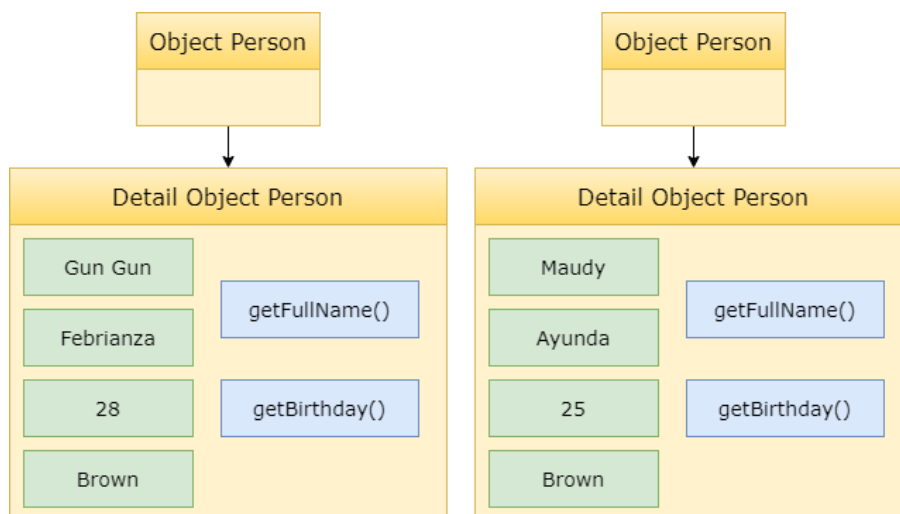 Object Person
Detail Object Person
Gun Gun
Febrianza
28
Brown
getFullName()
getBirthday()
Object Person
Detail Object Person
Maudy
Ayunda
25
Brown
getFullName()
getBirthday()